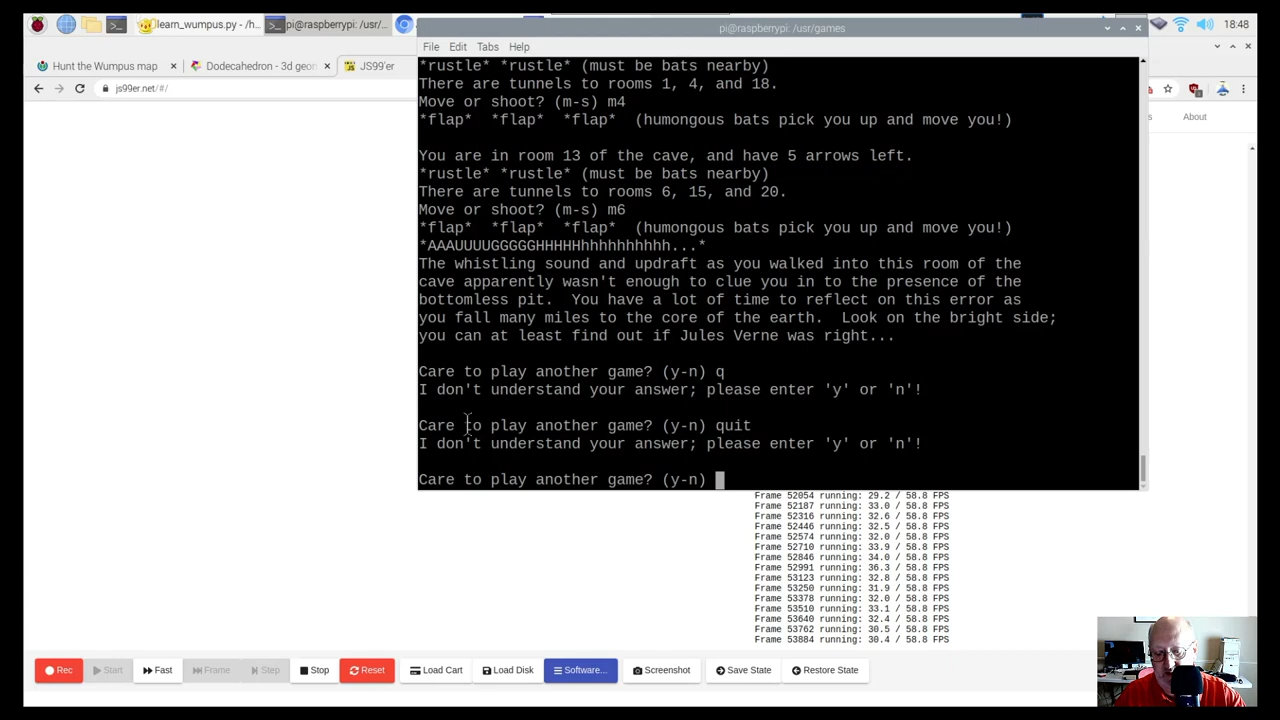 learn_wumpus.py - /h...
pi@raspberrypi: /usr/...
18:48
pi@raspberrypi: /usr/games
File Edit Tabs Help
Hunt the Wumpus map
Dodecahedron - 3d geom
JS99'er
js99er.net/#/
About
*rustle* *rustle* (must be bats nearby)
There are tunnels to rooms 1, 4, and 18.
Move or shoot? (m-s) m4
*flap*  *flap*  *flap*  (humongous bats pick you up and move you!)
You are in room 13 of the cave, and have 5 arrows left.
*rustle* *rustle* (must be bats nearby)
There are tunnels to rooms 6, 15, and 20.
Move or shoot? (m-s) m6
*flap*  *flap*  *flap*  (humongous bats pick you up and move you!)
*AAAUUUUGGGGGHHHHHhhhhhhhhhh...*
The whistling sound and updraft as you walked into this room of the
cave apparently wasn't enough to clue you in to the presence of the
bottomless pit.  You have a lot of time to reflect on this error as
you fall many miles to the core of the earth.  Look on the bright side;
you can at least find out if Jules Verne was right...
Care to play another game? (y-n) q
I don't understand your answer; please enter 'y' or 'n'!
Care to play another game? (y-n) quit
I don't understand your answer; please enter 'y' or 'n'!
Care to play another game? (y-n)
Frame 52054 running: 29.2 / 58.8 FPS
Frame 52187 running: 33.0 / 58.8 FPS
Frame 52316 running: 32.6 / 58.8 FPS
Frame 52446 running: 32.5 / 58.8 FPS
Frame 52574 running: 32.0 / 58.8 FPS
Frame 52710 running: 33.9 / 58.8 FPS
Frame 52846 running: 34.0 / 58.8 FPS
Frame 52991 running: 36.3 / 58.8 FPS
Frame 53123 running: 32.8 / 58.8 FPS
Frame 53250 running: 31.9 / 58.8 FPS
Frame 53378 running: 32.0 / 58.8 FPS
Frame 53510 running: 33.1 / 58.8 FPS
Frame 53640 running: 32.4 / 58.8 FPS
Frame 53762 running: 30.5 / 58.8 FPS
Frame 53884 running: 30.4 / 58.8 FPS
Rec Start Fast Frame Step Stop Reset Load Cart Load Disk Software... Screenshot Save State Restore State